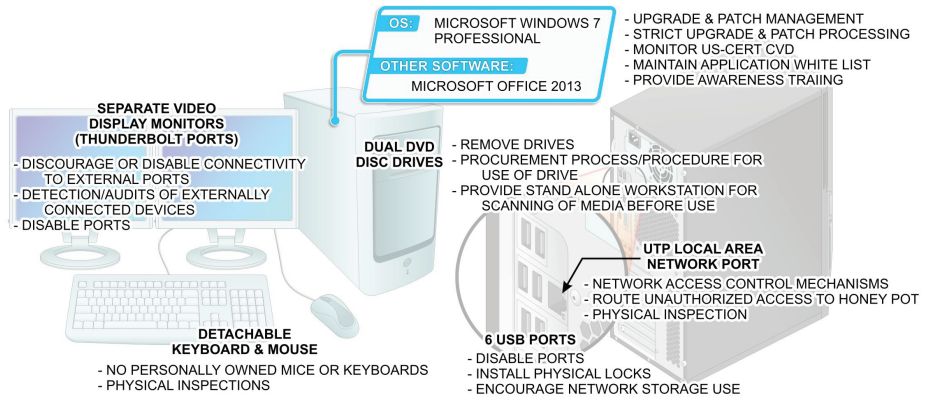 OS: MICROSOFT WINDOWS 7
PROFESSIONAL
OTHER SOFTWARE:
MICROSOFT OFFICE 2013
- UPGRADE & PATCH MANAGEMENT
- STRICT UPGRADE & PATCH PROCESSING
- MONITOR US-CERT CVD
- MAINTAIN APPLICATION WHITE LIST
- PROVIDE AWARENESS TRAIING
SEPARATE VIDEO
DISPLAY MONITORS
(THUNDERBOLT PORTS)
- DISCOURAGE OR DISABLE CONNECTIVITY
TO EXTERNAL PORTS
- DETECTION/AUDITS OF EXTERNALLY
CONNECTED DEVICES
- DISABLE PORTS
DUAL DVD
DISC DRIVES
- REMOVE DRIVES
- PROCUREMENT PROCESS/PROCEDURE FOR
USE OF DRIVE
- PROVIDE STAND ALONE WORKSTATION FOR
SCANNING OF MEDIA BEFORE USE
UTP LOCAL AREA
NETWORK PORT
- NETWORK ACCESS CONTROL MECHANISMS
- ROUTE UNAUTHORIZED ACCESS TO HONEY POT
- PHYSICAL INSPECTION
DETACHABLE
KEYBOARD & MOUSE
- NO PERSONALLY OWNED MICE OR KEYBOARDS
- PHYSICAL INSPECTIONS
6 USB PORTS
- DISABLE PORTS
- INSTALL PHYSICAL LOCKS
- ENCOURAGE NETWORK STORAGE USE